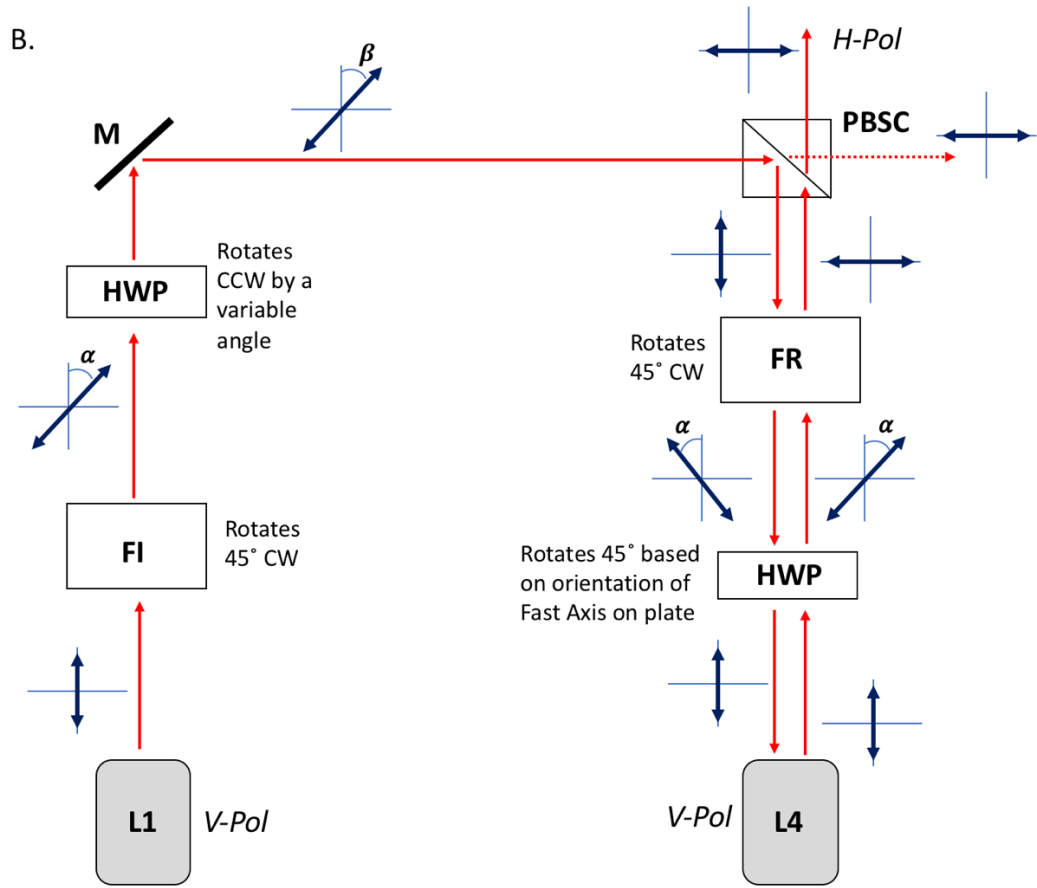 B.
β
H-Pol
M
PBSC
Rotates
CCW by a
variable
angle
HWP
Rotates
45˚ CW
FR
α
α
α
FI
Rotates
45˚ CW
Rotates 45˚ based
on orientation of
Fast Axis on plate
HWP
L1
V-Pol
V-Pol
L4